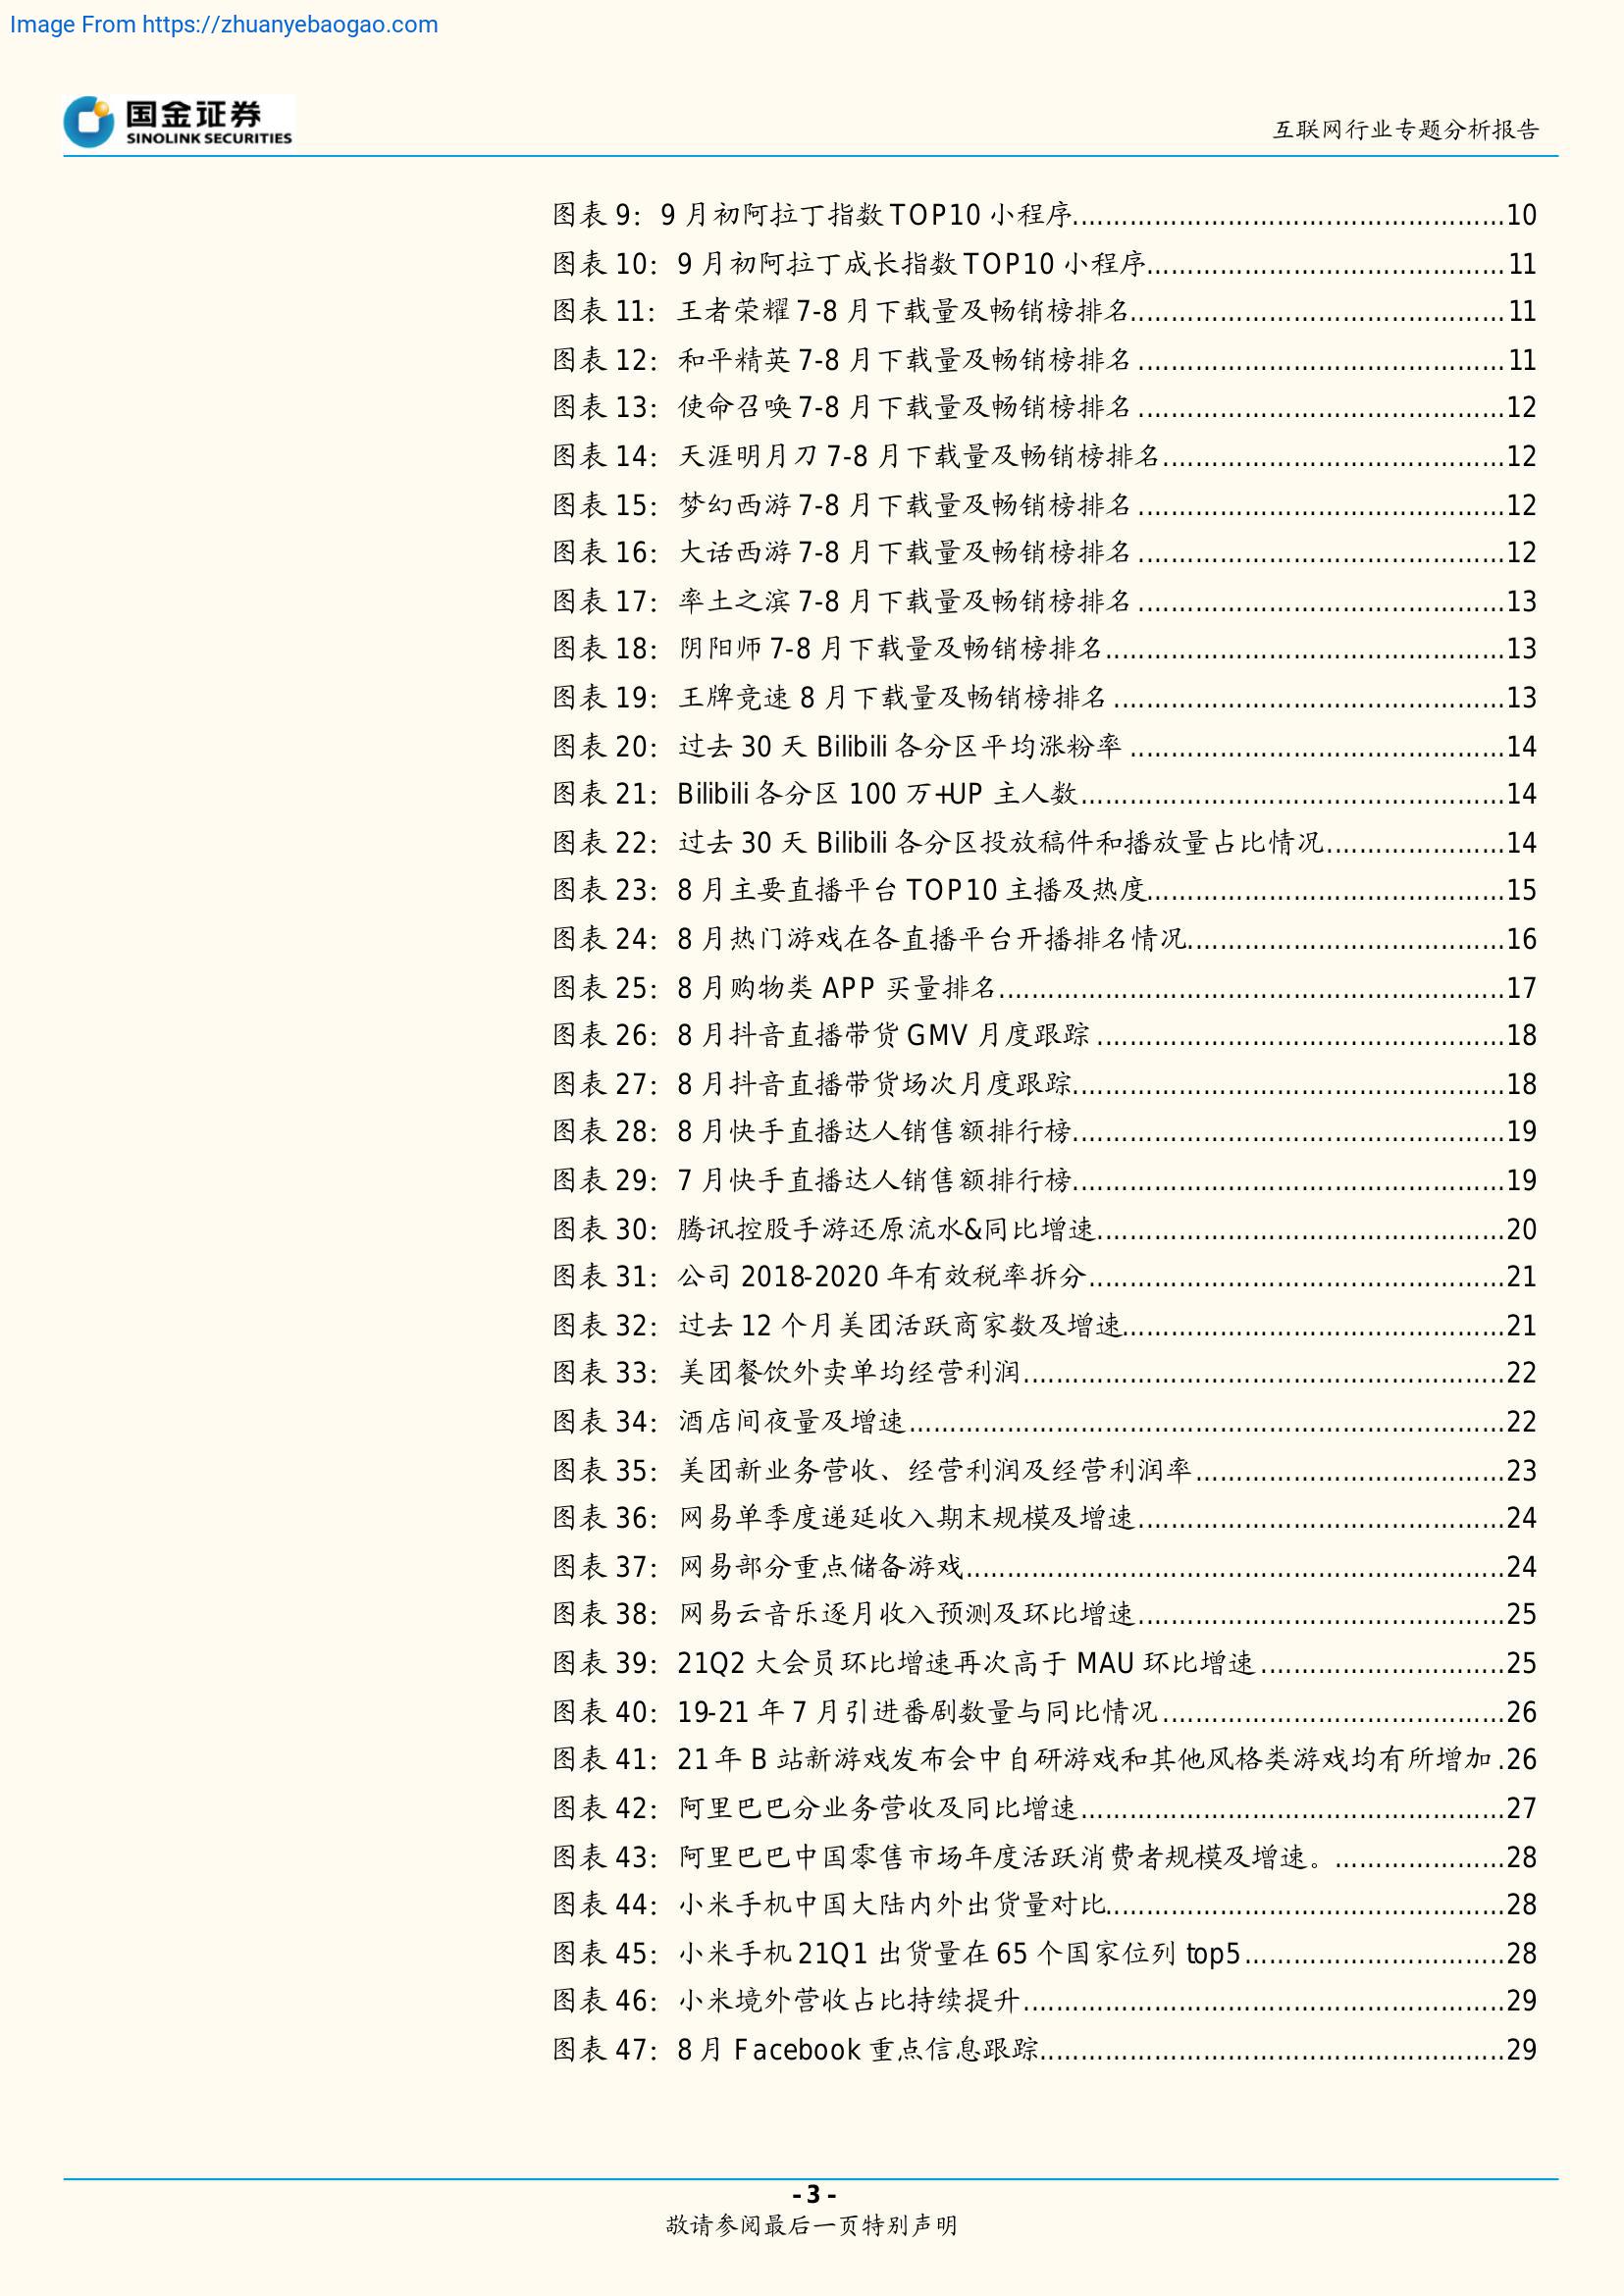 Image From https://zhuanyebaogao.com
国金证券
SINOLINK SECURITIES
互联网行业专题分析报告
图表 9：9 月初阿拉丁指数 TOP10 小程序.....................................................10
图表 10：9 月初阿拉丁成长指数 TOP10 小程序............................................11
图表 11：王者荣耀 7-8 月下载量及畅销榜排名..............................................11
图表 12：和平精英 7-8 月下载量及畅销榜排名.............................................11
图表 13：使命召唤 7-8 月下载量及畅销榜排名.............................................12
图表 14：天涯明月刀 7-8 月下载量及畅销榜排名..........................................12
图表 15：梦幻西游 7-8 月下载量及畅销榜排名.............................................12
图表 16：大话西游 7-8 月下载量及畅销榜排名.............................................12
图表 17：率土之滨 7-8 月下载量及畅销榜排名.............................................13
图表 18：阴阳师 7-8 月下载量及畅销榜排名.................................................13
图表 19：王牌竞速 8 月下载量及畅销榜排名................................................13
图表 20：过去 30 天 Bilibili 各分区平均涨粉率..............................................14
图表 21：Bilibili 各分区 100 万+UP 主人数....................................................14
图表 22：过去 30 天 Bilibili 各分区投放稿件和播放量占比情况......................14
图表 23：8 月主要直播平台 TOP10 主播及热度............................................15
图表 24：8 月热门游戏在各直播平台开播排名情况.......................................16
图表 25：8 月购物类 APP 买量排名..............................................................17
图表 26：8 月抖音直播带货 GMV 月度跟踪..................................................18
图表 27：8 月抖音直播带货场次月度跟踪.....................................................18
图表 28：8 月快手直播达人销售额排行榜.....................................................19
图表 29：7 月快手直播达人销售额排行榜.....................................................19
图表 30：腾讯控股手游还原流水&同比增速..................................................20
图表 31：公司 2018-2020 年有效税率拆分...................................................21
图表 32：过去 12 个月美团活跃商家数及增速...............................................21
图表 33：美团餐饮外卖单均经营利润...........................................................22
图表 34：酒店间夜量及增速.........................................................................22
图表 35：美团新业务营收、经营利润及经营利润率......................................23
图表 36：网易单季度递延收入期末规模及增速.............................................24
图表 37：网易部分重点储备游戏..................................................................24
图表 38：网易云音乐逐月收入预测及环比增速.............................................25
图表 39：21Q2 大会员环比增速再次高于 MAU 环比增速..............................25
图表 40：19-21 年 7 月引进番剧数量与同比情况..........................................26
图表 41：21 年 B 站新游戏发布会中自研游戏和其他风格类游戏均有所增加.26
图表 42：阿里巴巴分业务营收及同比增速....................................................27
图表 43：阿里巴巴中国零售市场年度活跃消费者规模及增速。.....................28
图表 44：小米手机中国大陆内外出货量对比.................................................28
图表 45：小米手机 21Q1 出货量在 65 个国家位列 top5................................28
图表 46：小米境外营收占比持续提升...........................................................29
图表 47：8 月 Facebook 重点信息跟踪.........................................................29
- 3 -
敬请参阅最后一页特别声明